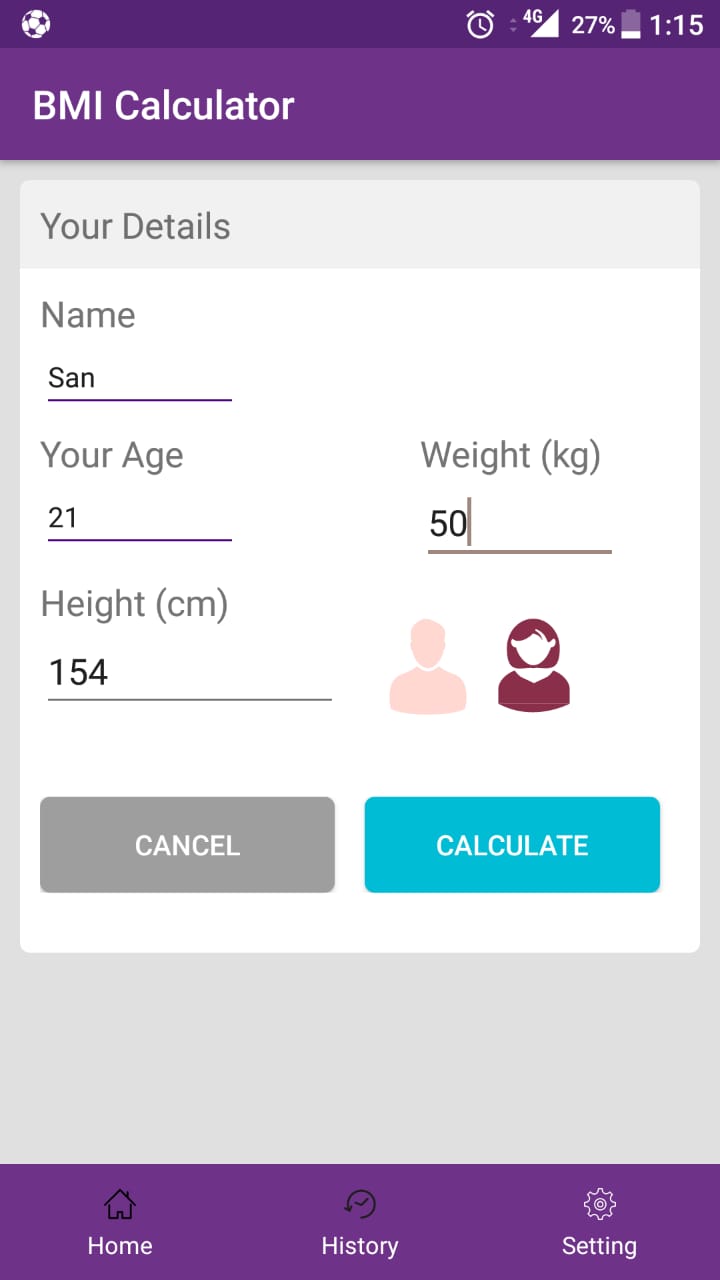 4G 27% 1:15
BMI Calculator
Your Details
Name
San
Your Age Weight (kg)
21 50
Height (cm)
154
CANCEL CALCULATE
Home History Setting